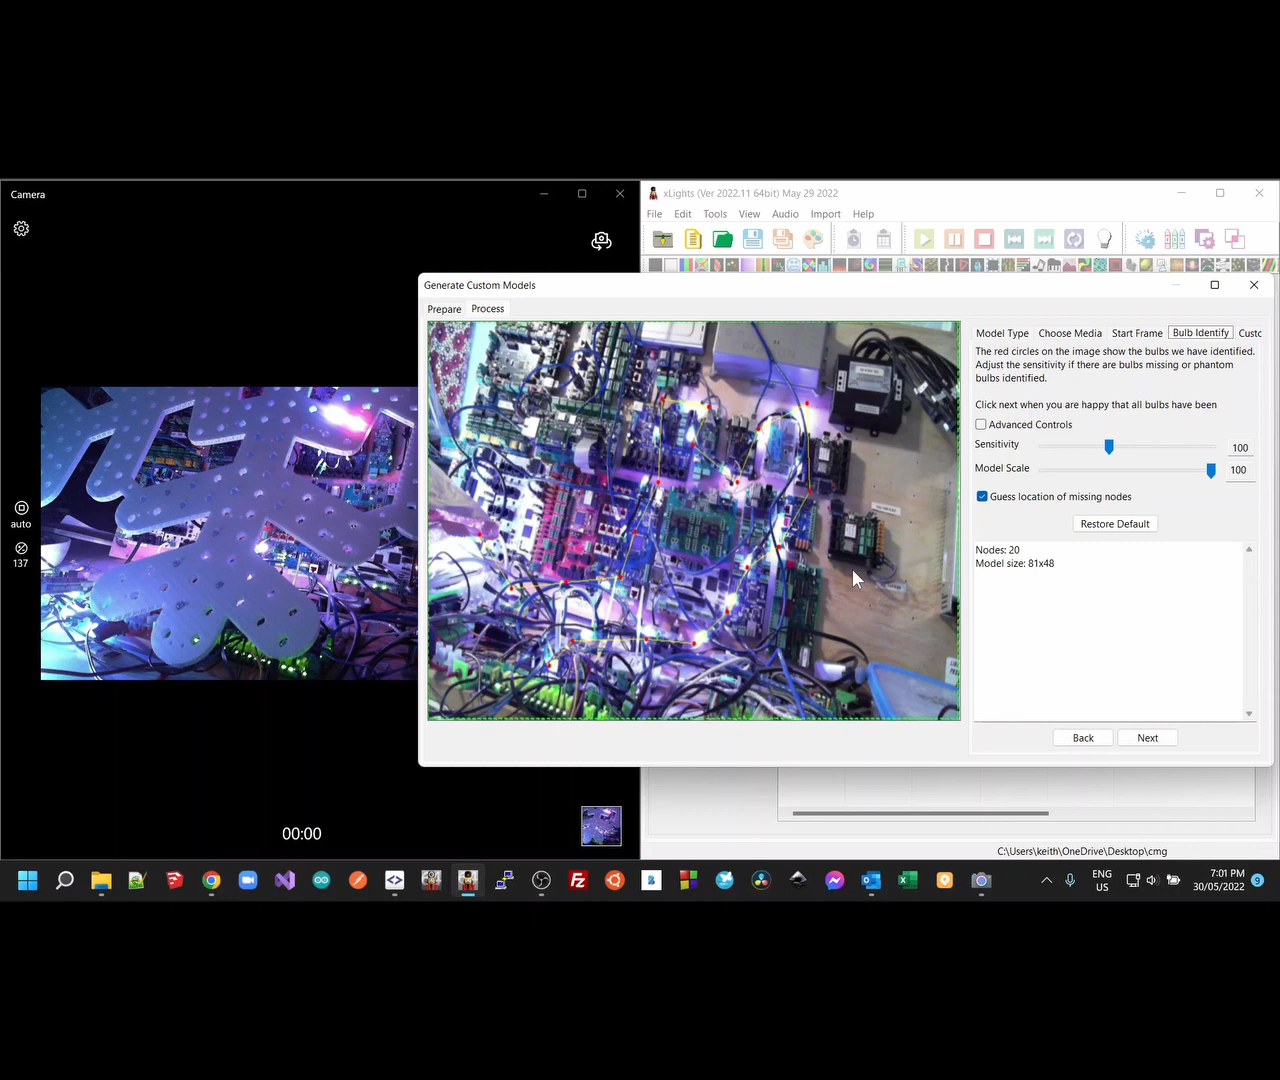 Camera
xLights (Ver 2022.11 64bit) May 29 2022
File Edit Tools View Audio Import Help
Generate Custom Models
Prepare Process
Model Type Choose Media Start Frame Bulb Identify Custc
The red circles on the image show the bulbs we have identified.
Adjust the sensitivity if there are bulbs missing or phantom
bulbs identified.
Click next when you are happy that all bulbs have been
Advanced Controls
Sensitivity 100
Model Scale 100
Guess location of missing nodes
Restore Default
Nodes: 20
Model size: 81x48
Back Next
auto
137
00:00
C:\Users\keith\OneDrive\Desktop\cmg
ENG
US
7:01 PM
30/05/2022
9